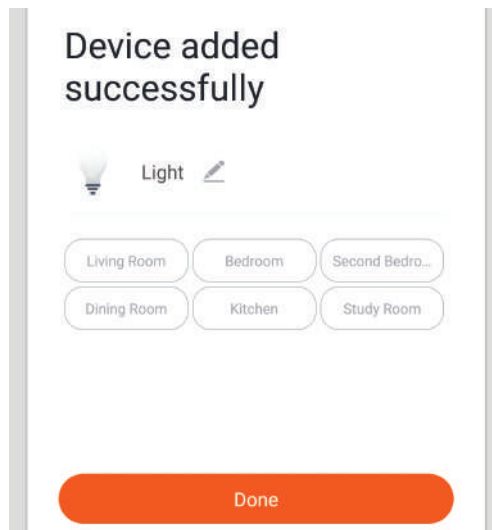 Device added
successfully
Light
Living Room Bedroom Second Bedro...
Dining Room Kitchen Study Room
Done